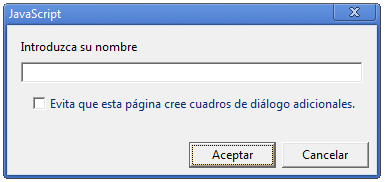 JavaScript
Introduzca su nombre
Evita que esta página cree cuadros de diálogo adicionales.
Aceptar
Cancelar